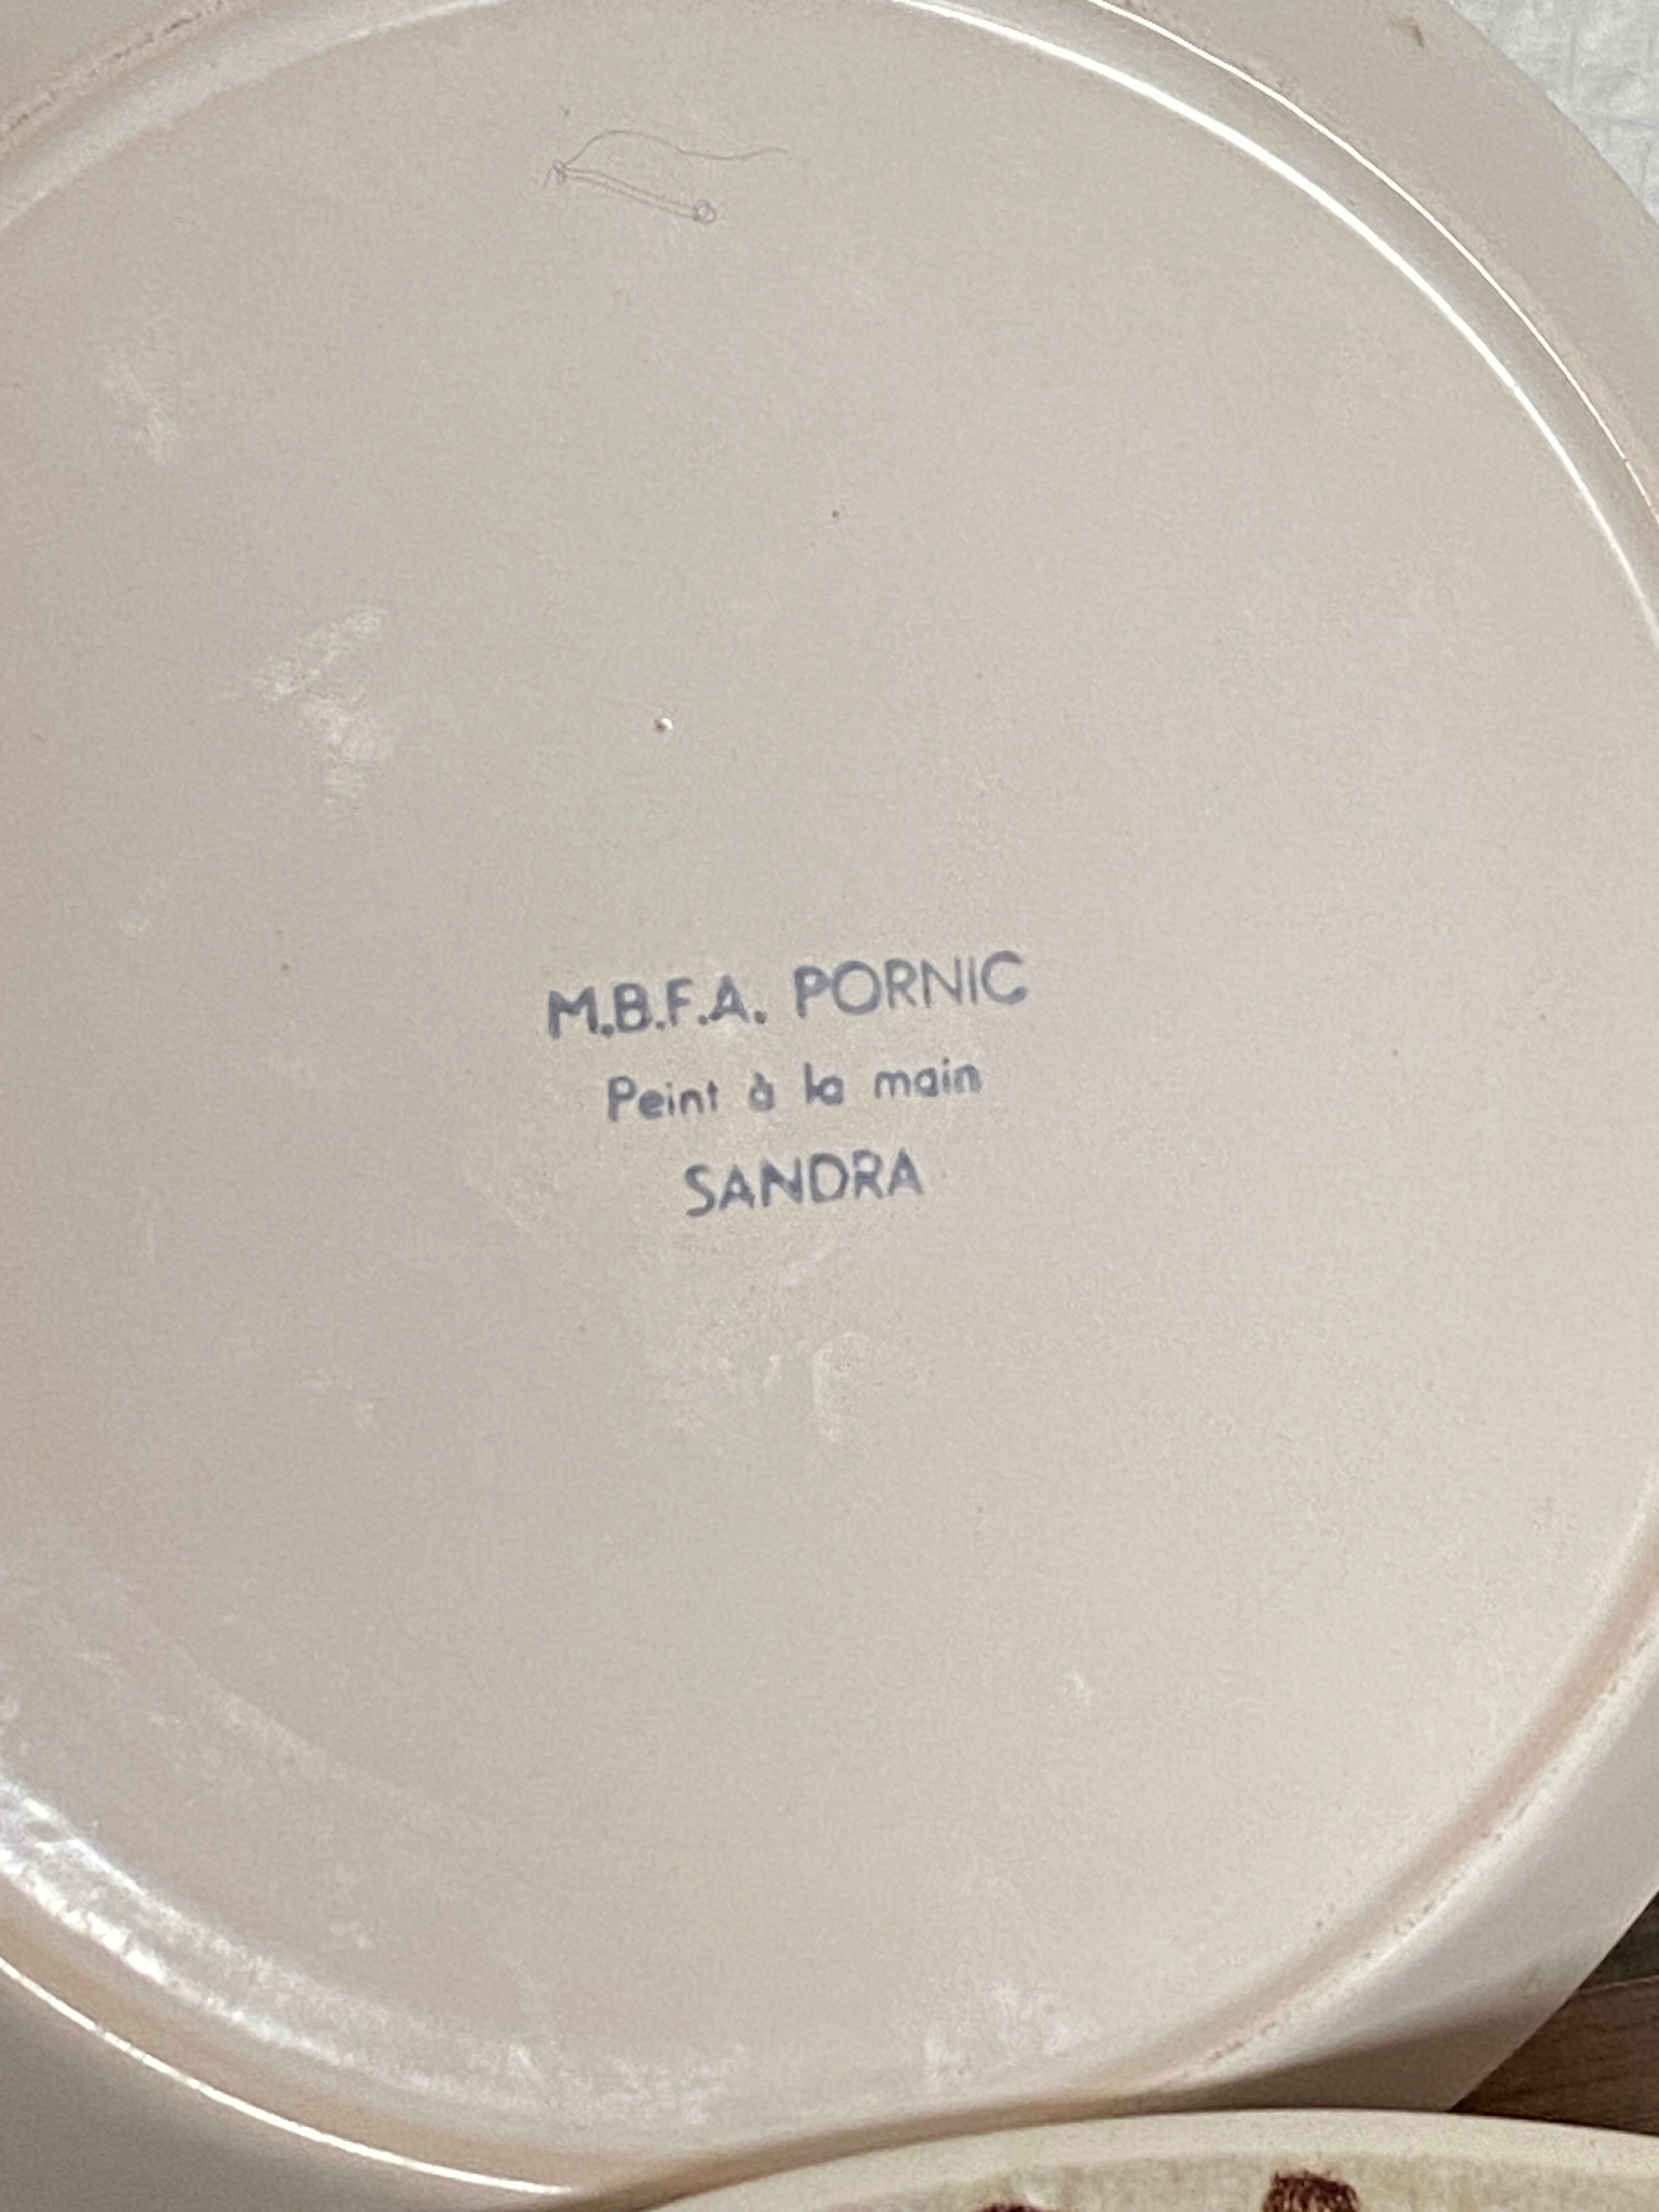 M.B.F.A. PORNIC
Peint à la main
SANDRA